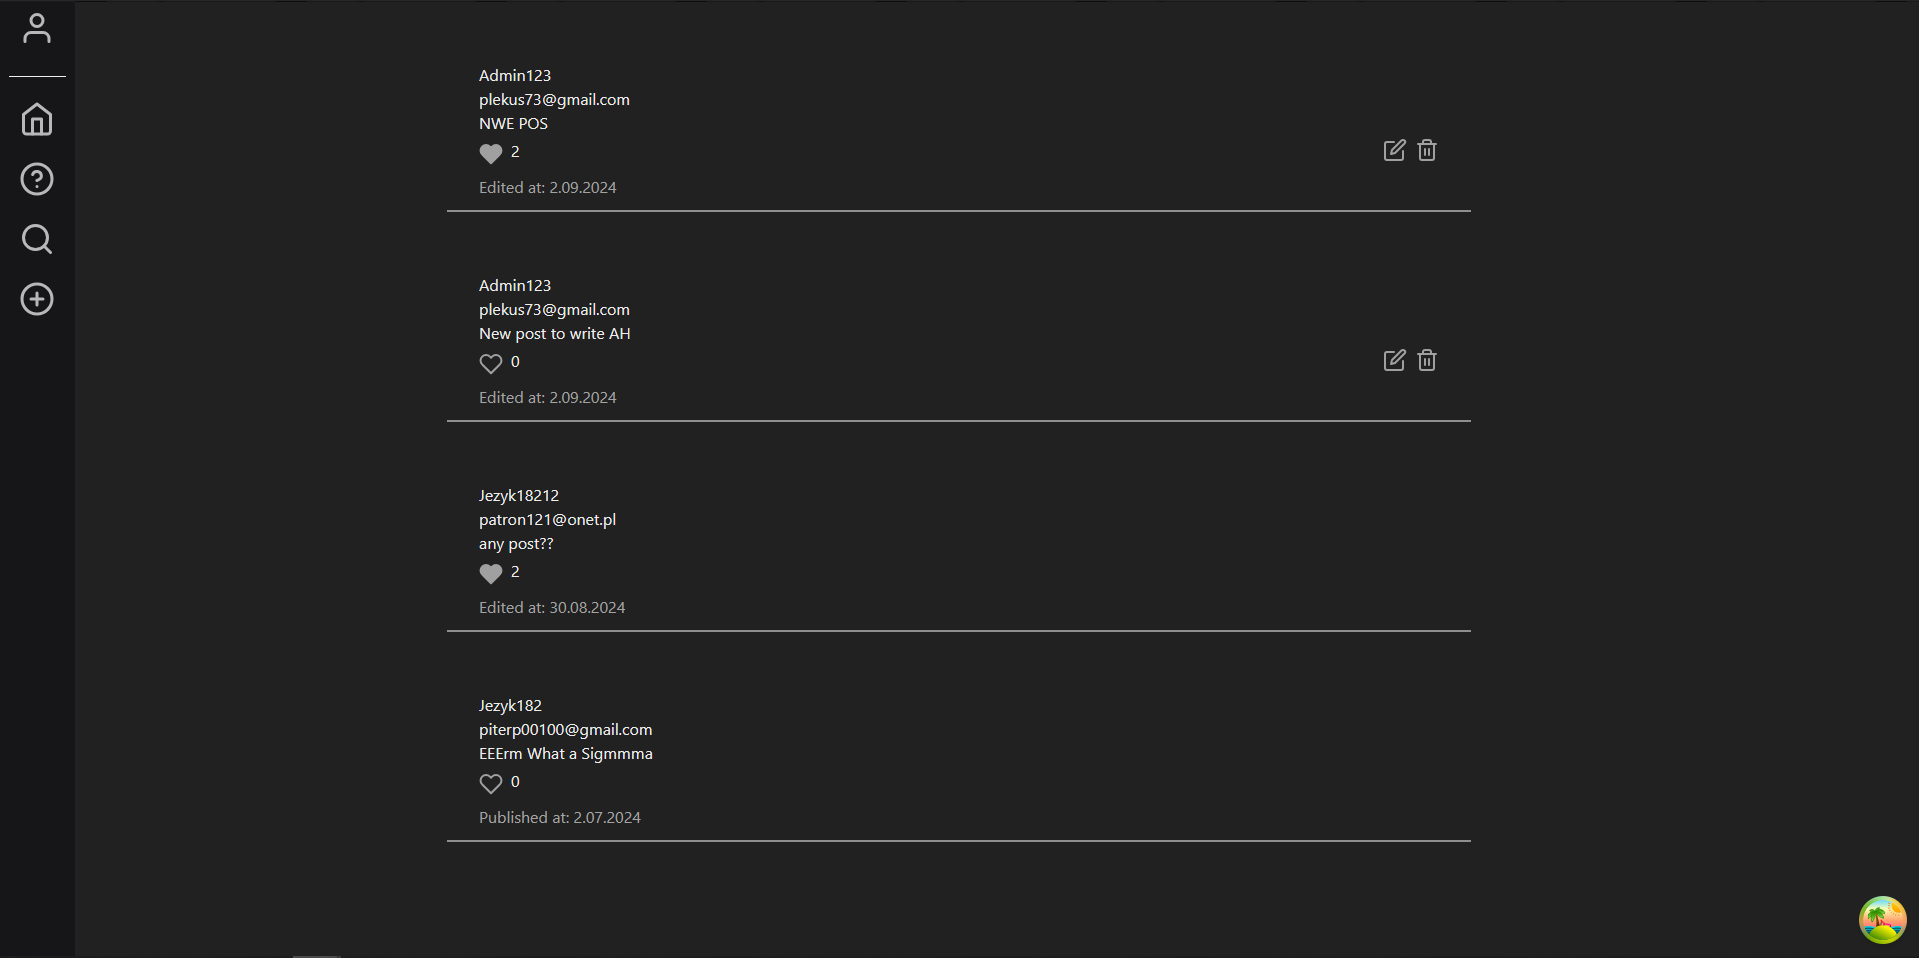 Admin123
plekus73@gmail.com
NWE POS
2
Edited at: 2.09.2024
Admin123
plekus73@gmail.com
New post to write AH
0
Edited at: 2.09.2024
Jezyk18212
patron121@onet.pl
any post??
2
Edited at: 30.08.2024
Jezyk182
piterp00100@gmail.com
EEErm What a Sigmmma
0
Published at: 2.07.2024